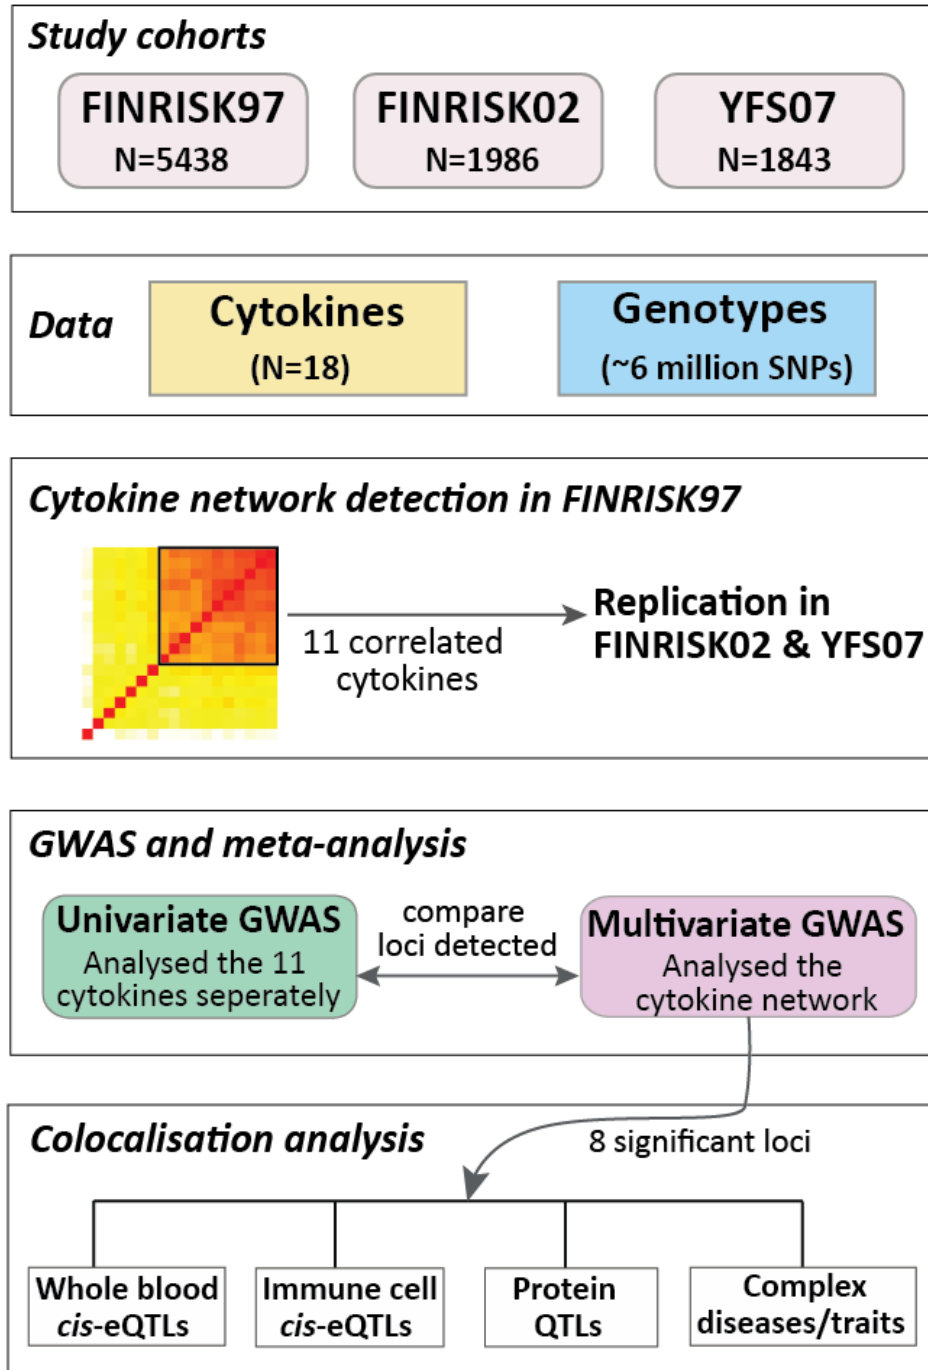 Study cohorts
FINRISK97
N=5438
FINRISK02
N=1986
YFS07
N=1843
Data
Cytokines
(N=18)
Genotypes
(~6 million SNPs)
Cytokine network detection in FINRISK97
11 correlated
cytokines
Replication in
FINRISK02 & YFS07
GWAS and meta-analysis
Univariate GWAS
Analysed the 11
cytokines seperately
compare
loci detected
Multivariate GWAS
Analysed the
cytokine network
Colocalisation analysis
8 significant loci
Whole blood
cis-eQTLs
Immune cell
cis-eQTLs
Protein
QTLs
Complex
diseases/traits